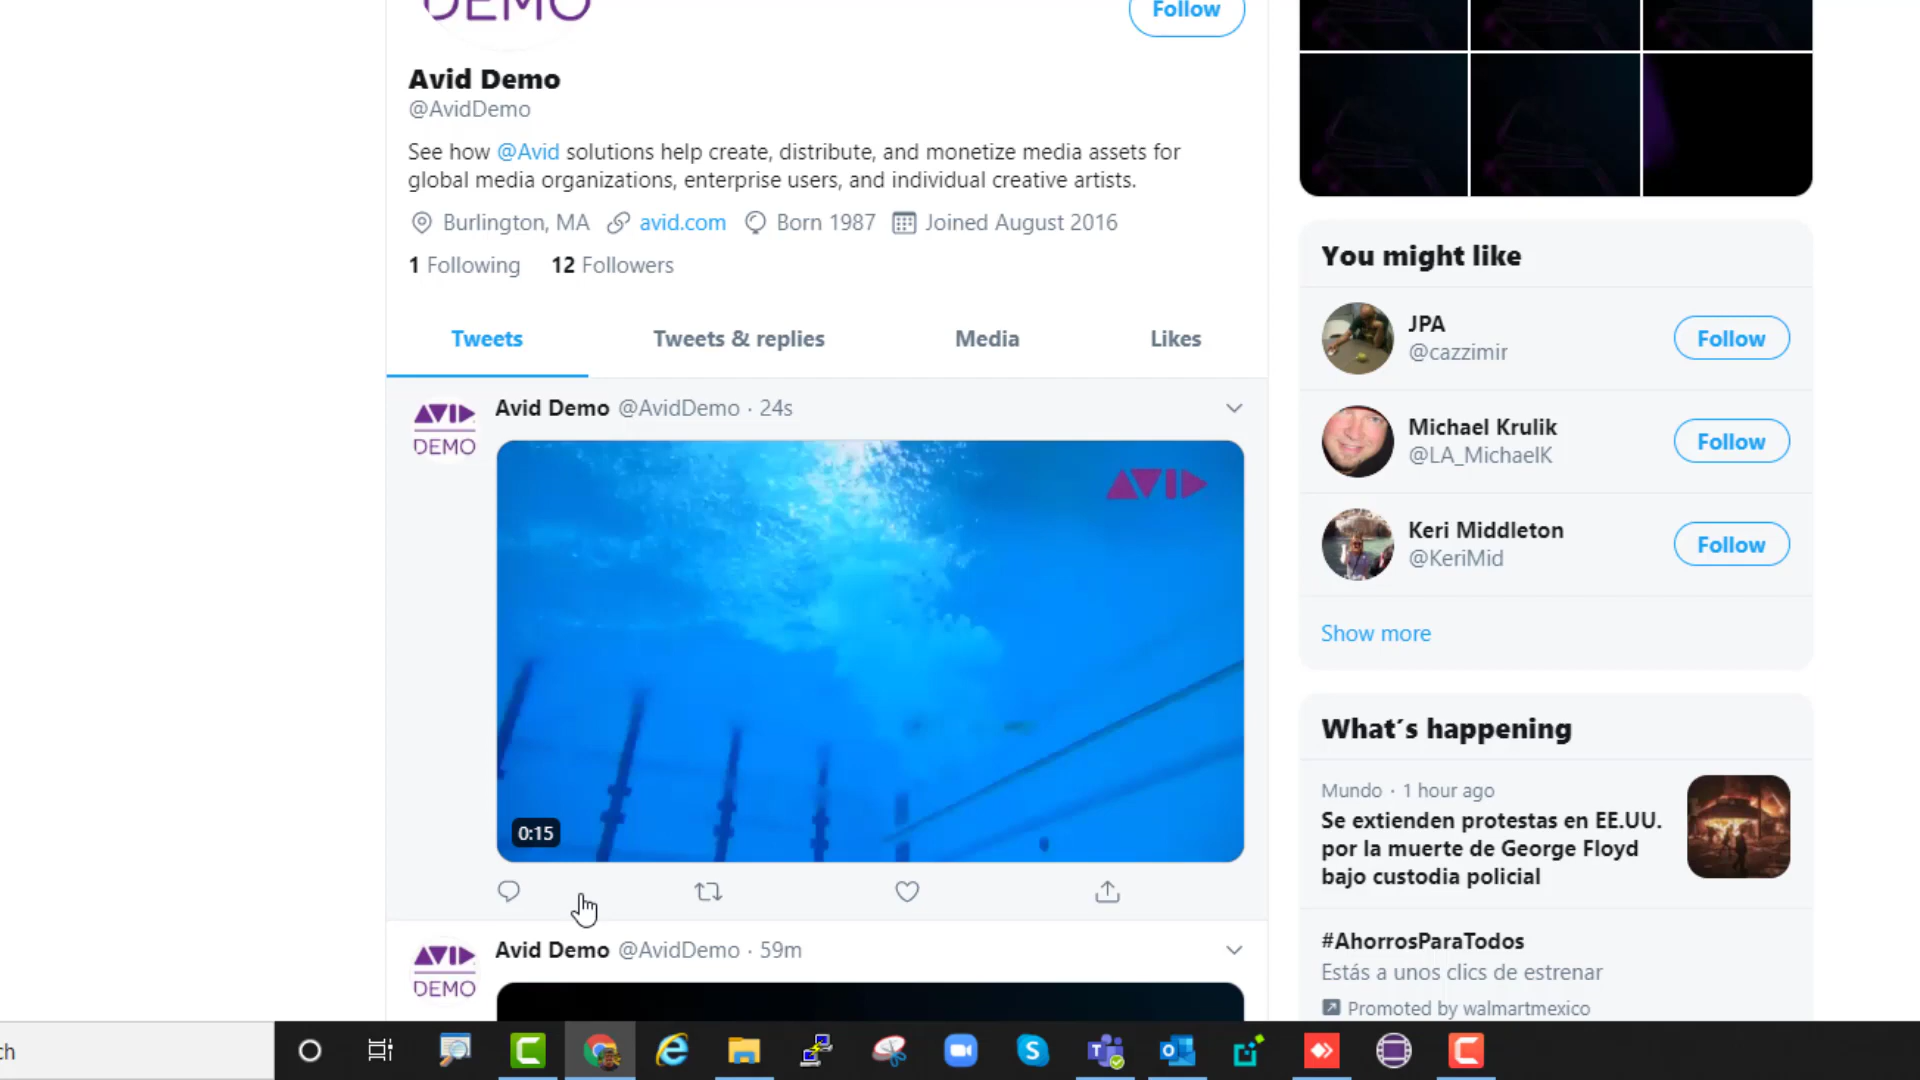 DEMO
Follow
Avid Demo
@AvidDemo
See how @Avid solutions help create, distribute, and monetize media assets for
global media organizations, enterprise users, and individual creative artists.
Burlington, MA avid.com Born 1987 Joined August 2016
1 Following 12 Followers
Tweets Tweets & replies Media Likes
AVID
DEMO
Avid Demo @AvidDemo · 24s
AVID
0:15
AVID
DEMO
Avid Demo @AvidDemo · 59m
You might like
JPA
@cazzimir
Follow
Michael Krulik
@LA_MichaelK
Follow
Keri Middleton
@KeriMid
Follow
Show more
What's happening
Mundo · 1 hour ago
Se extienden protestas en EE.UU.
por la muerte de George Floyd
bajo custodia policial
#AhorrosParaTodos
Estás a unos clics de estrenar
Promoted by walmartmexico
ch